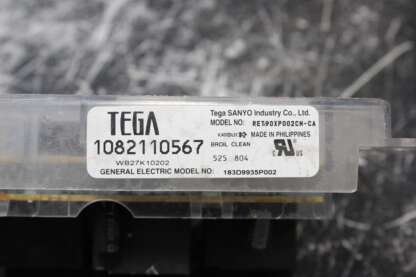 TEGA
Tega SANYO Industry Co., Ltd.
MODEL NO: RET90XP002CN-CA
MADE IN PHILIPPINES
1082110567
BROIL CLEAN
WB27K10202
525 804
GENERAL ELECTRIC MODEL NO: 183D9935P002